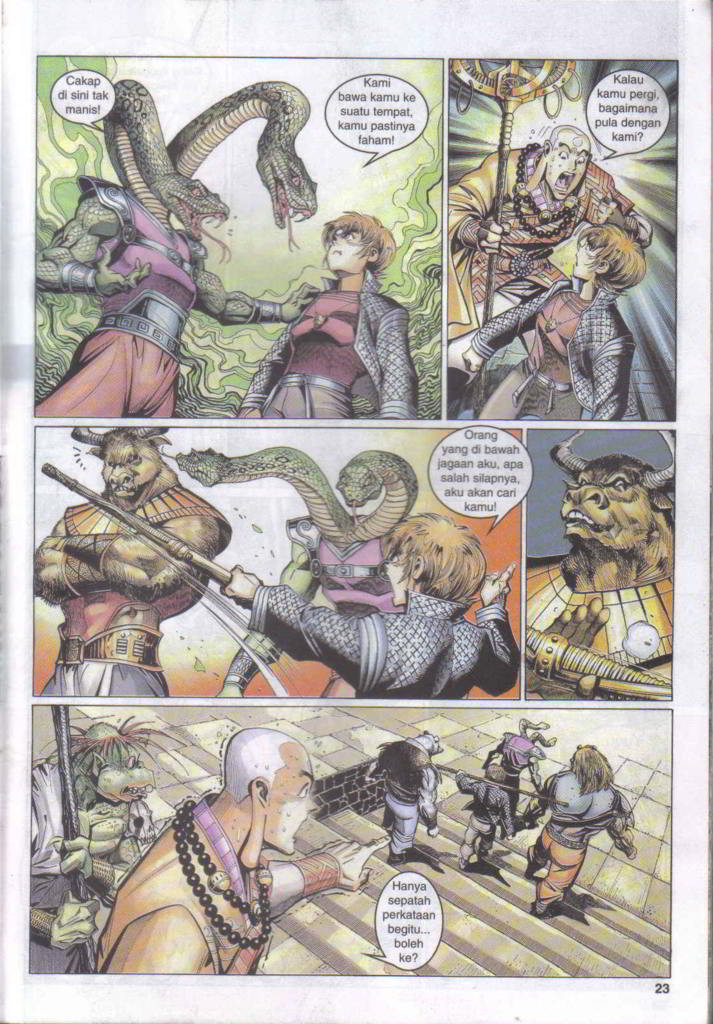 Cakap
di sini tak
manis!
Kami
bawa kamu ke
suatu tempat,
kamu pastinya
faham!
Kalau
kamu pergi,
bagaimana
pula dengan
kami?
Orang
yang di bawah
jagaan aku, apa
salah silapnya,
aku akan cari
kamu!
Hanya
sepatah
perkataan
begitu...
boleh
ke?
23